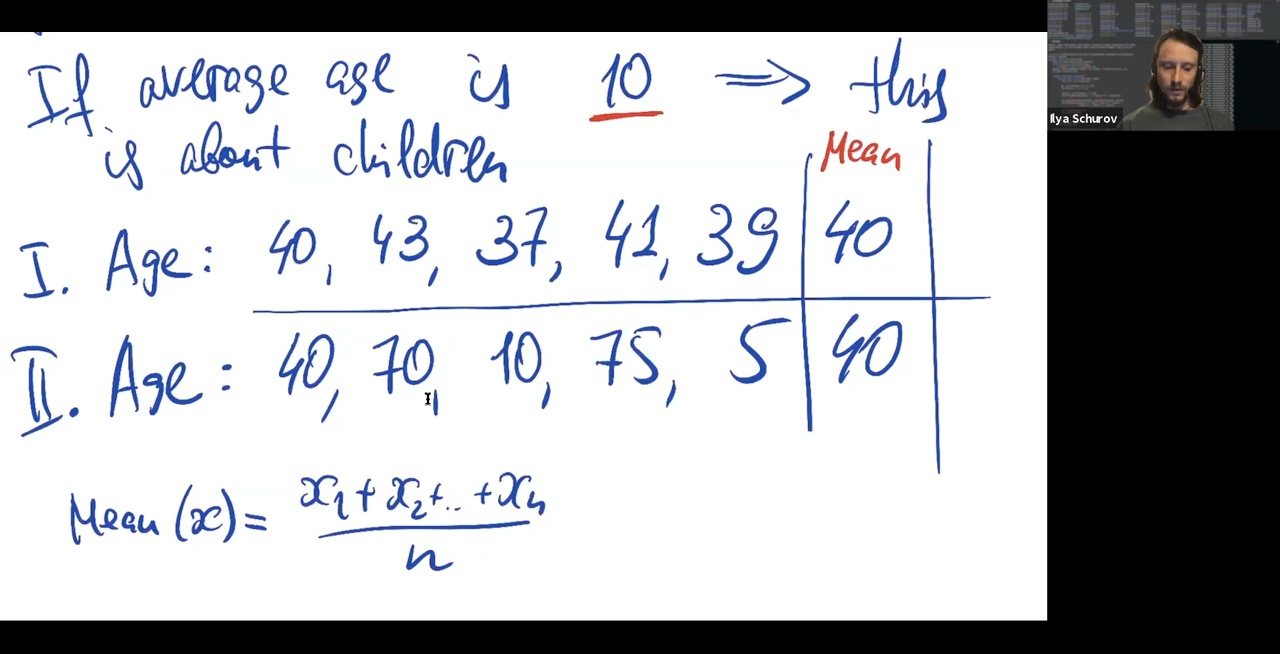 If average age is 10 => this
is about children
Mean
I. Age: 40, 43, 37, 41, 39 40
II. Age: 40, 70, 10, 75, 5 40
Mean (x) = x1 + x2 + .. + xn
n
Ilya Schurov